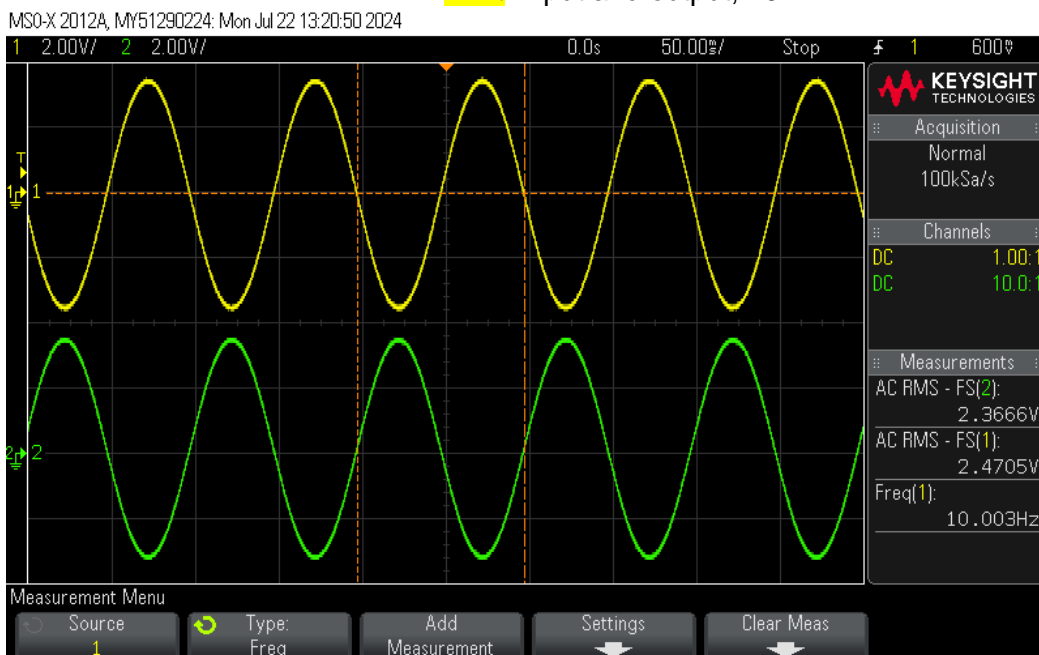 MSO-X 2012A, MY51290224: Mon Jul 22 13:20:50 2024
1 2.00V/ 2 2.00V/ 0.0s 50.00ms/ Stop 1 600mV
KEYSIGHT
TECHNOLOGIES
Acquisition
Normal
100kSa/s
Channels
DC 1.00:1
DC 10.0:1
Measurements
AC RMS - FS(2):
2.3666V
AC RMS - FS(1):
2.4705V
Freq(1):
10.003Hz
T
1 1
2 2
Measurement Menu
Source
1
Type:
Freq
Add
Measurement
Settings
Clear Meas